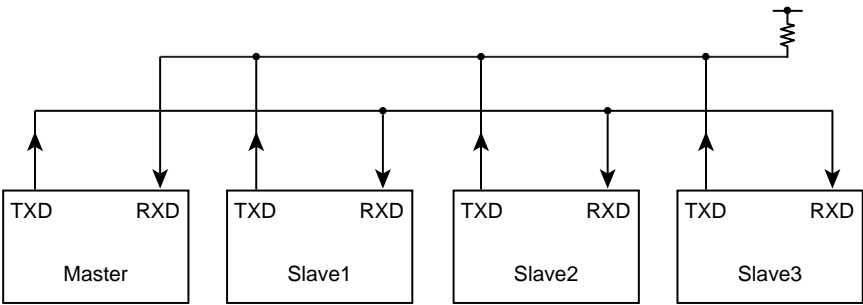 TXD RXD TXD RXD TXD RXD TXD RXD
Master Slave1 Slave2 Slave3